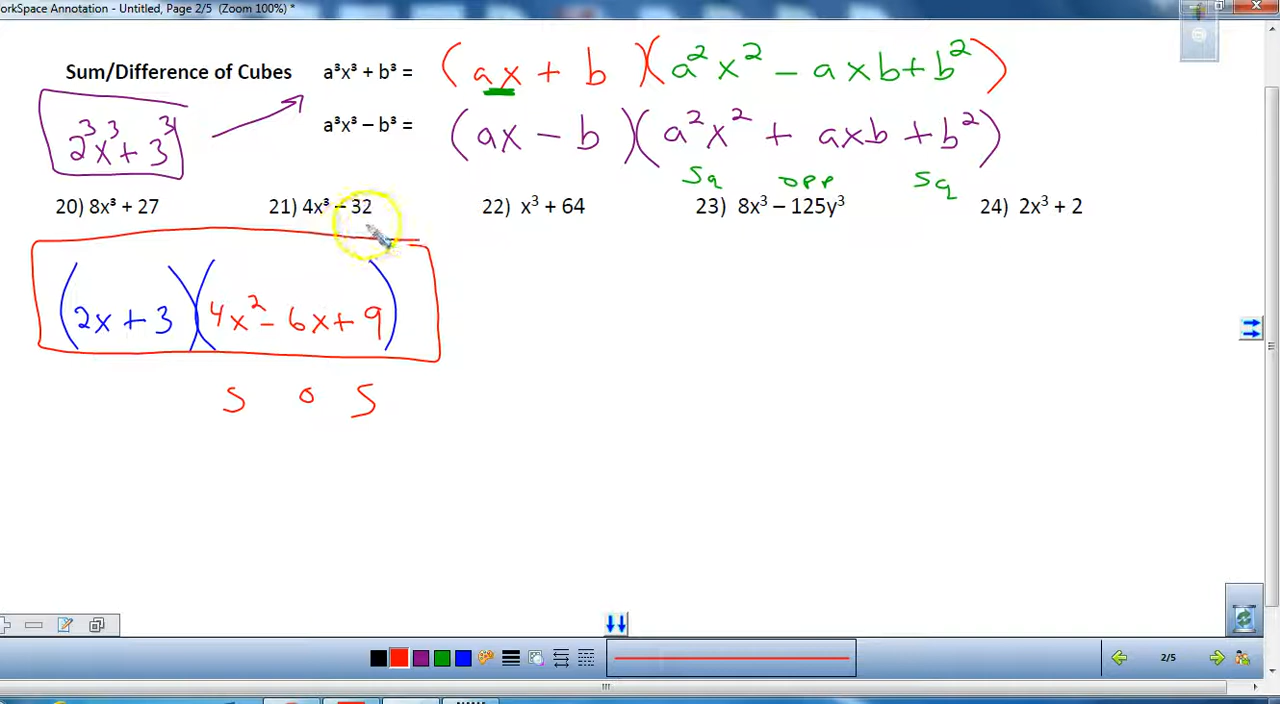 orkSpace Annotation - Untitled, Page 2/5 (Zoom 100%) *
Sum/Difference of Cubes a³x³ + b³ = (ax + b)(a²x² - axb + b²)
2³x³ + 3³
a³x³ – b³ = (ax - b)(a²x² + axb + b²)
Sq opp Sq
20) 8x³ + 27 21) 4x³ – 32 22) x³ + 64 23) 8x³ – 125y³ 24) 2x³ + 2
(2x + 3)(4x² - 6x + 9)
S O S
2/5